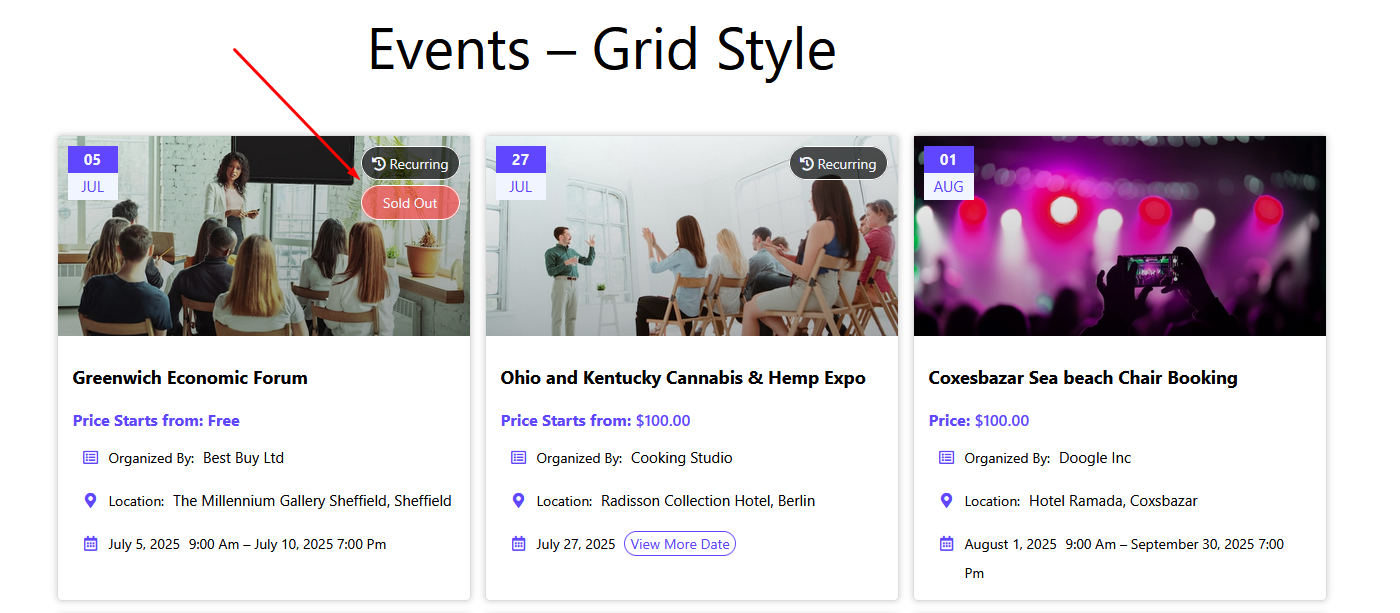 Events – Grid Style
05
JUL
Recurring
Sold Out
Greenwich Economic Forum
Price Starts from: Free
Organized By: Best Buy Ltd
Location: The Millennium Gallery Sheffield, Sheffield
July 5, 2025 9:00 Am – July 10, 2025 7:00 Pm
27
JUL
Recurring
Ohio and Kentucky Cannabis & Hemp Expo
Price Starts from: $100.00
Organized By: Cooking Studio
Location: Radisson Collection Hotel, Berlin
July 27, 2025 View More Date
01
AUG
Coxesbazar Sea beach Chair Booking
Price: $100.00
Organized By: Doogle Inc
Location: Hotel Ramada, Coxsbazar
August 1, 2025 9:00 Am – September 30, 2025 7:00
Pm